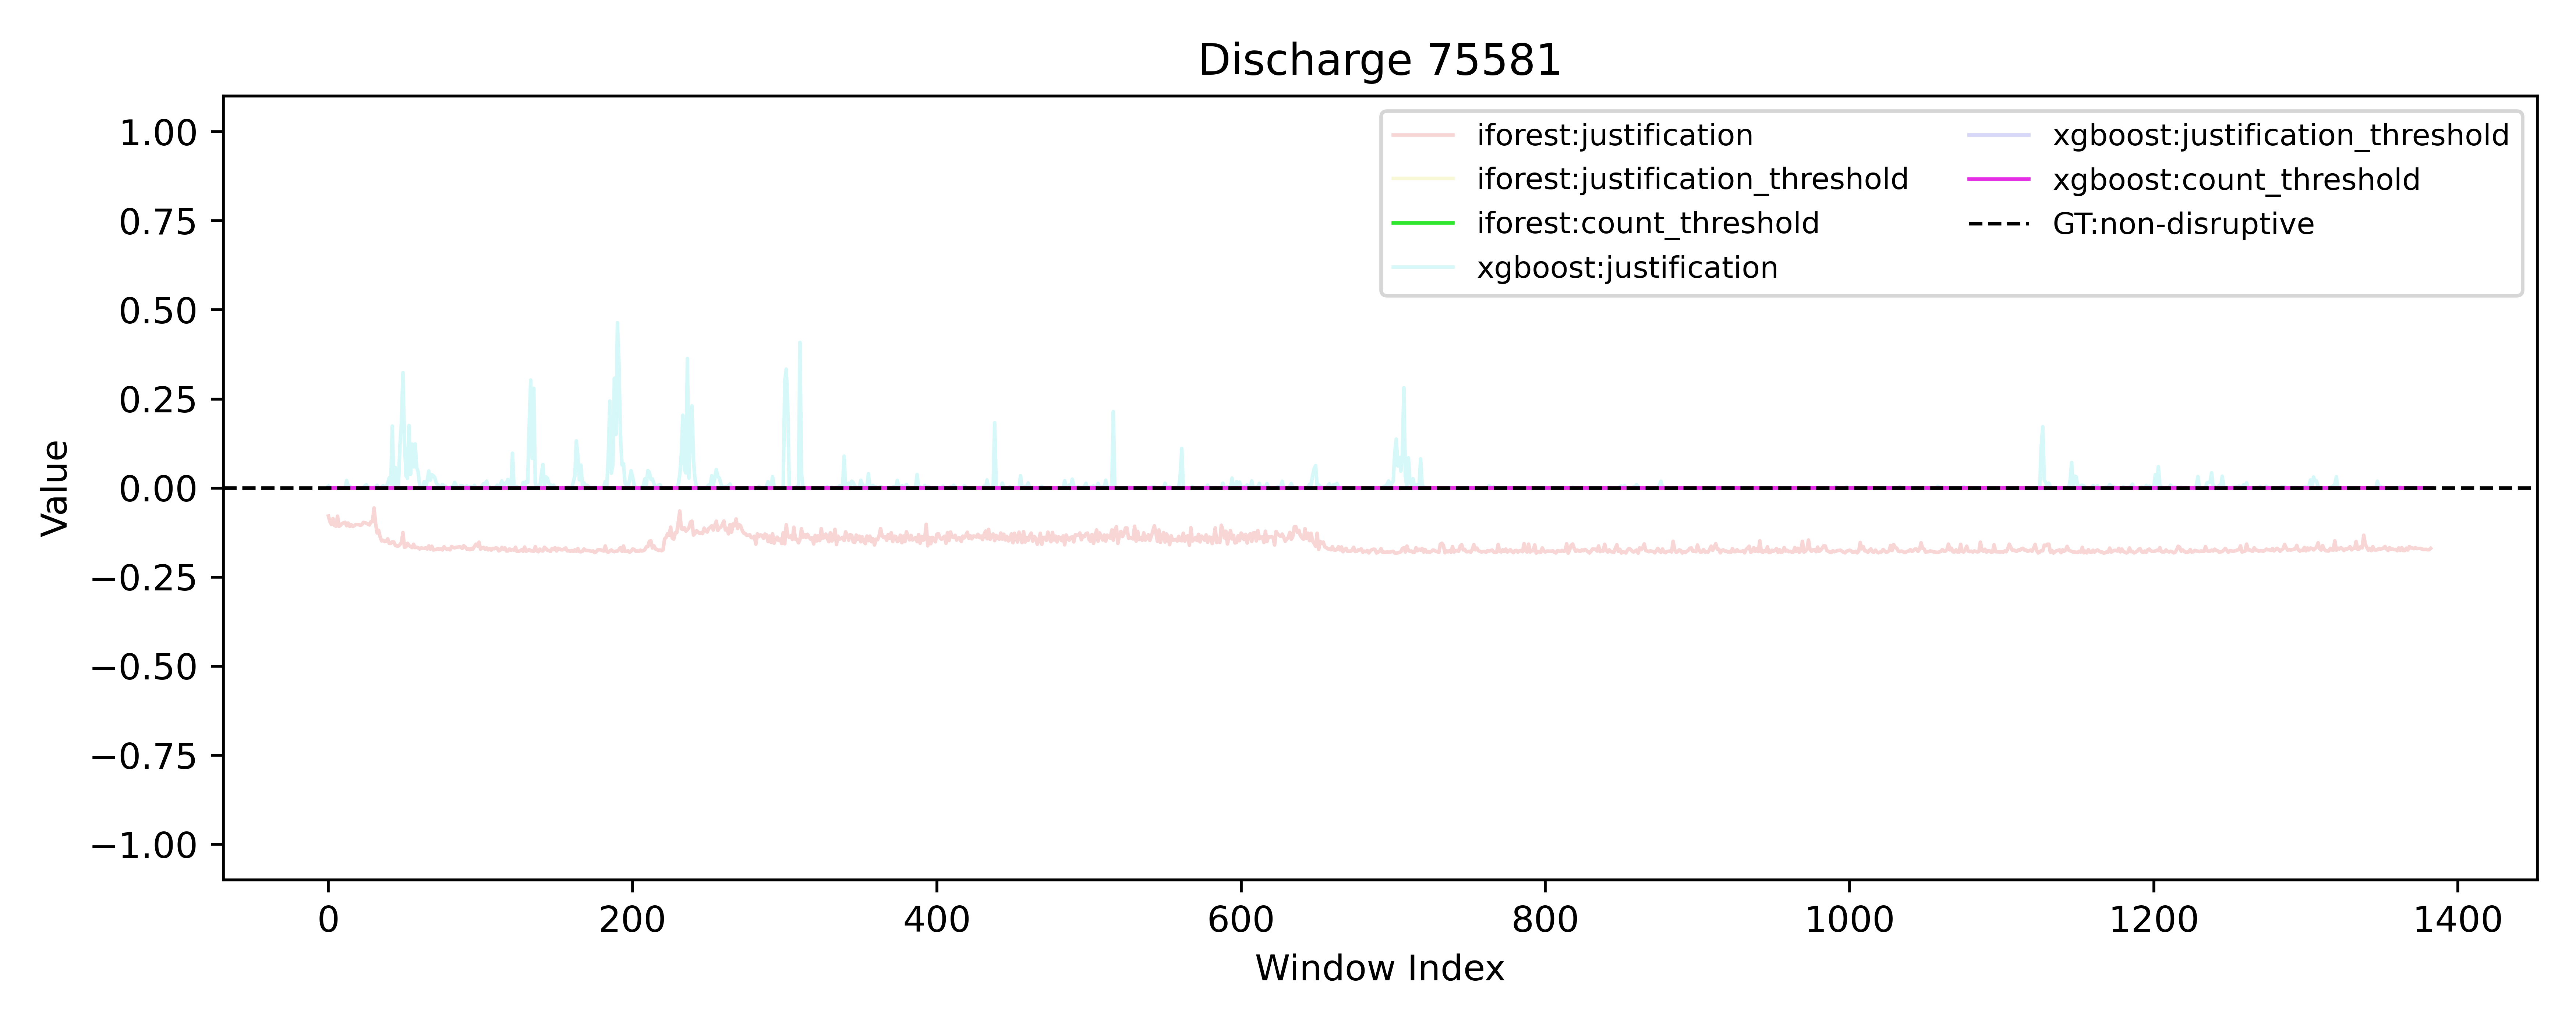 Discharge 75581
iforest:justification
iforest:justification_threshold
iforest:count_threshold
xgboost:justification
xgboost:justification_threshold
xgboost:count_threshold
GT:non-disruptive
Value
1.00
0.75
0.50
0.25
0.00
−0.25
−0.50
−0.75
−1.00
0 200 400 600 800 1000 1200 1400
Window Index